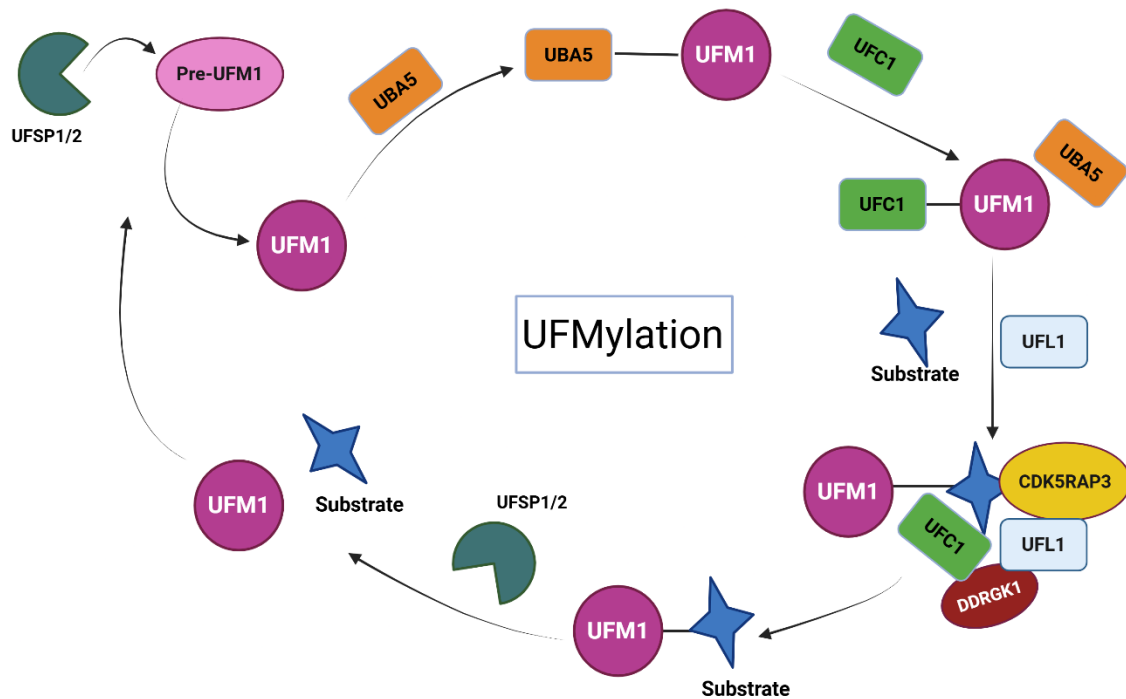 UFSP1/2
Pre-UFM1
UBA5
UBA5
UFM1
UFC1
UFM1
UFC1
UFM1
UBA5
UFMylation
Substrate
UFL1
UFM1
CDK5RAP3
UFC1
UFL1
DDRGK1
UFM1
Substrate
UFSP1/2
UFM1
Substrate